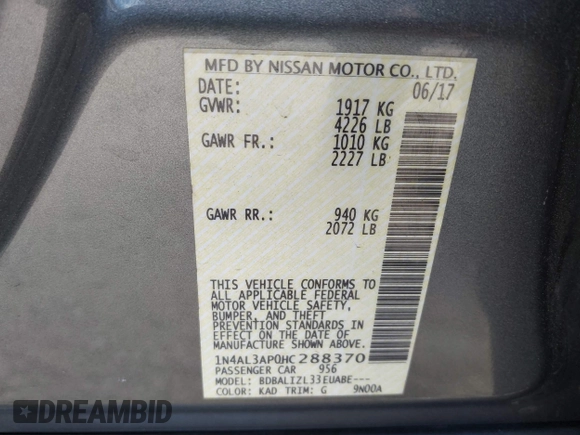 MFD BY NISSAN MOTOR CO., LTD.
DATE: 06/17
GVWR: 1917 KG
4226 LB
GAWR FR.: 1010 KG
2227 LB
GAWR RR.: 940 KG
2072 LB
THIS VEHICLE CONFORMS TO
ALL APPLICABLE FEDERAL
MOTOR VEHICLE SAFETY,
BUMPER, AND THEFT
PREVENTION STANDARDS IN
EFFECT ON THE DATE OF
MANUFACTURE SHOWN ABOVE.
1N4AL3AP0HC288370
PASSENGER CAR 956
MODEL: BDBALIZL33EUABE---
COLOR: KAD TRIM: G 9N00A
DREAMBID